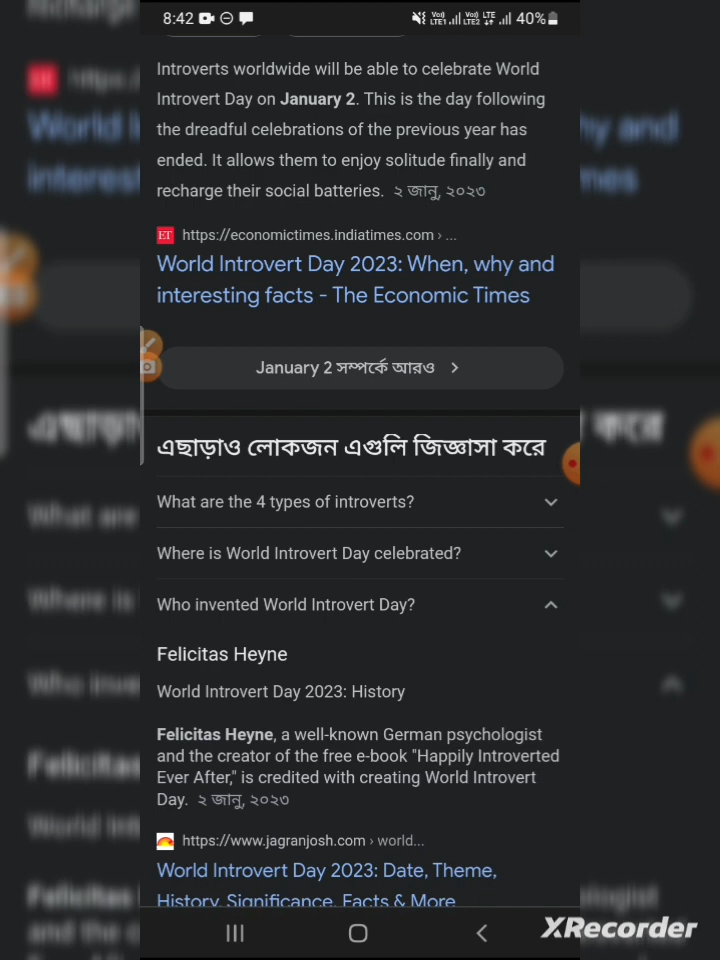 8:42
Vo)) LTE1 Vo)) LTE2 LTE 40%
Introverts worldwide will be able to celebrate World
Introvert Day on January 2. This is the day following
the dreadful celebrations of the previous year has
ended. It allows them to enjoy solitude finally and
recharge their social batteries. ২ জানু, ২০২৩
ET https://economictimes.indiatimes.com › ...
World Introvert Day 2023: When, why and
interesting facts - The Economic Times
January 2 সম্পর্কে আরও
এছাড়াও লোকজন এগুলি জিজ্ঞাসা করে
What are the 4 types of introverts?
Where is World Introvert Day celebrated?
Who invented World Introvert Day?
Felicitas Heyne
World Introvert Day 2023: History
Felicitas Heyne, a well-known German psychologist
and the creator of the free e-book "Happily Introverted
Ever After," is credited with creating World Introvert
Day. ২ জানু, ২০২৩
https://www.jagranjosh.com › world...
World Introvert Day 2023: Date, Theme,
History, Significance, Facts & More
XRecorder